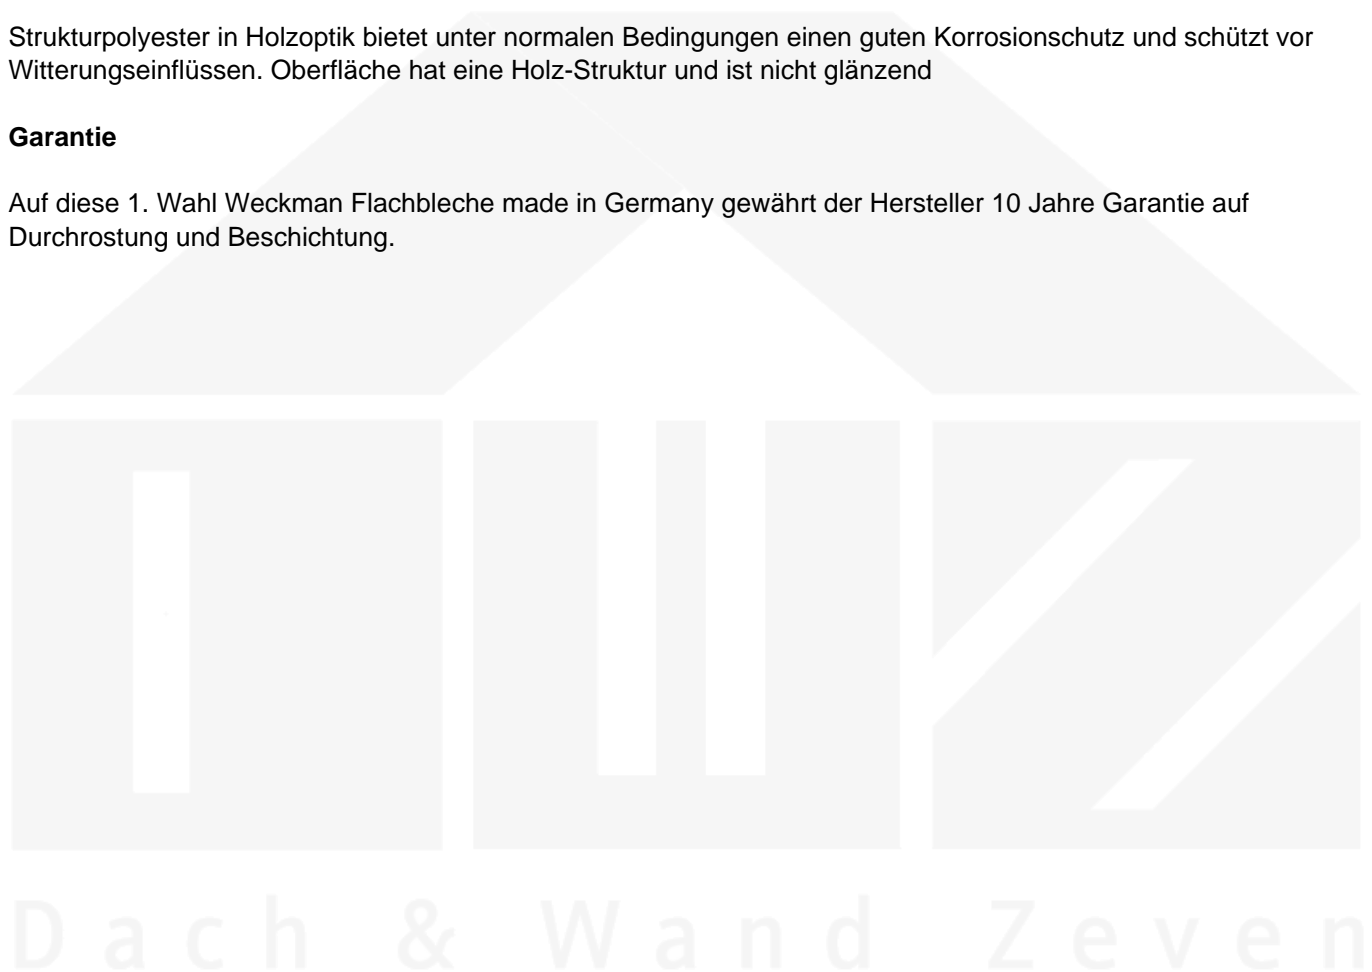 Strukturpolyester in Holzoptik bietet unter normalen Bedingungen einen guten Korrosionschutz und schützt vor
Witterungseinflüssen. Oberfläche hat eine Holz-Struktur und ist nicht glänzend
Garantie
Auf diese 1. Wahl Weckman Flachbleche made in Germany gewährt der Hersteller 10 Jahre Garantie auf
Durchrostung und Beschichtung.
Dach & Wand Zeven